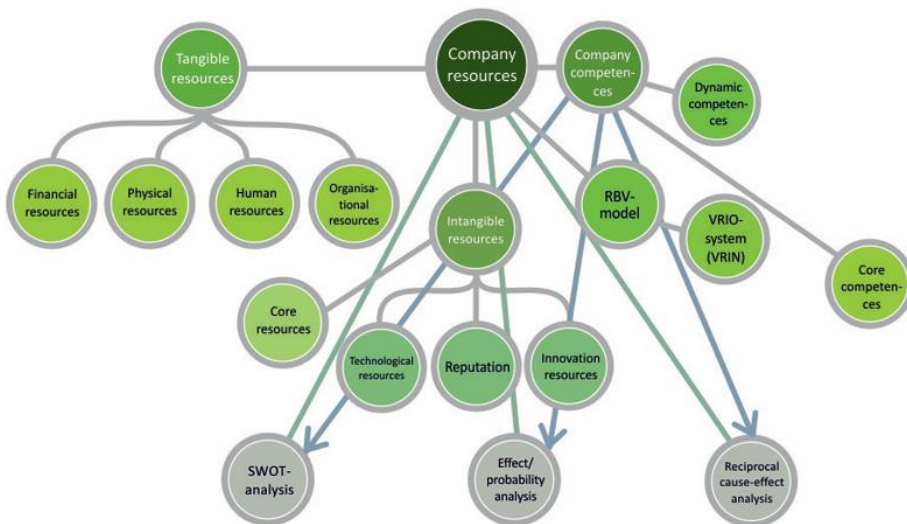 Tangible
resources
Company
resources
Company
competen-
ces
Dynamic
competen-
ces
Financial
resources
Physical
resources
Human
resources
Organisa-
tional
resources
Intangible
resources
RBV-
model
VRIO-
system
(VRIN)
Core
competen-
ces
Core
resources
Technological
resources
Reputation
Innovation
resources
SWOT-
analysis
Effect/
probability
analysis
Reciprocal
cause-effect
analysis